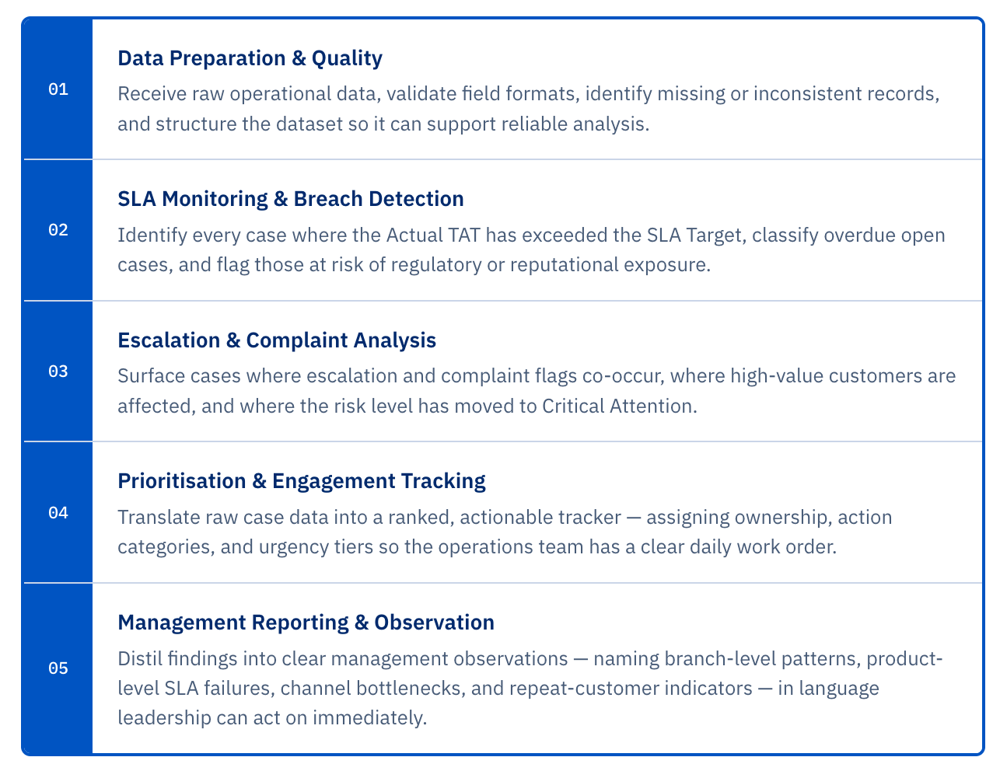 01
Data Preparation & Quality
Receive raw operational data, validate field formats, identify missing or inconsistent records,
and structure the dataset so it can support reliable analysis.
02
SLA Monitoring & Breach Detection
Identify every case where the Actual TAT has exceeded the SLA Target, classify overdue open
cases, and flag those at risk of regulatory or reputational exposure.
03
Escalation & Complaint Analysis
Surface cases where escalation and complaint flags co-occur, where high-value customers are
affected, and where the risk level has moved to Critical Attention.
04
Prioritisation & Engagement Tracking
Translate raw case data into a ranked, actionable tracker — assigning ownership, action
categories, and urgency tiers so the operations team has a clear daily work order.
05
Management Reporting & Observation
Distil findings into clear management observations — naming branch-level patterns, product-
level SLA failures, channel bottlenecks, and repeat-customer indicators — in language
leadership can act on immediately.